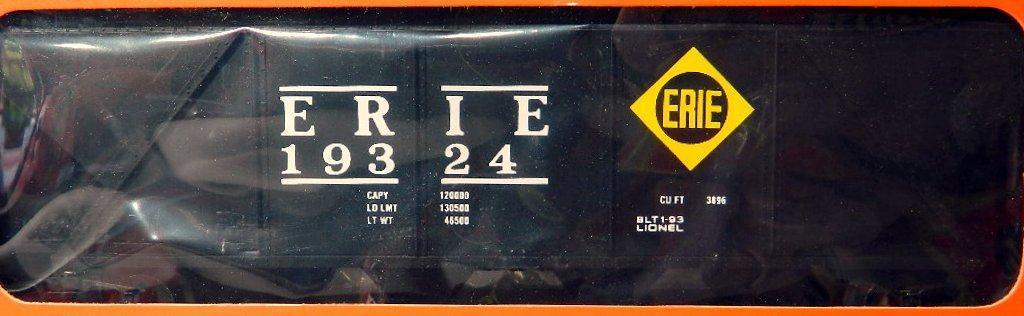 ERIE
19324
CAPY 120000
LD LMT 130500
LT WT 46500
ERIE
CU FT 3896
BLT 1-93
LIONEL